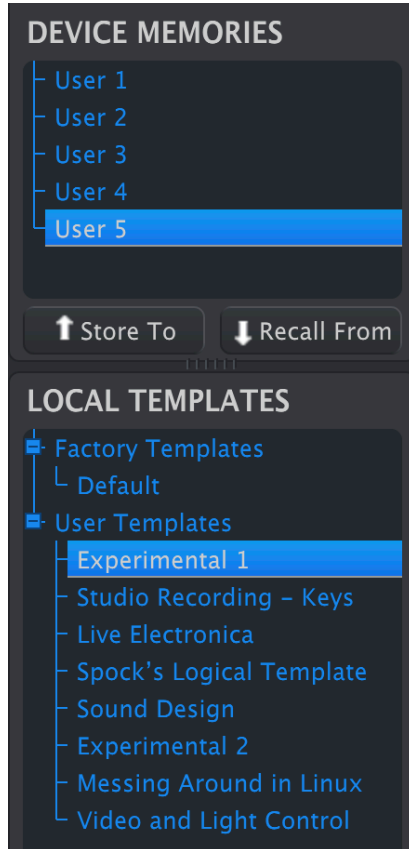 DEVICE MEMORIES
User 1
User 2
User 3
User 4
User 5
Store To
Recall From
LOCAL TEMPLATES
Factory Templates
Default
User Templates
Experimental 1
Studio Recording – Keys
Live Electronica
Spock's Logical Template
Sound Design
Experimental 2
Messing Around in Linux
Video and Light Control